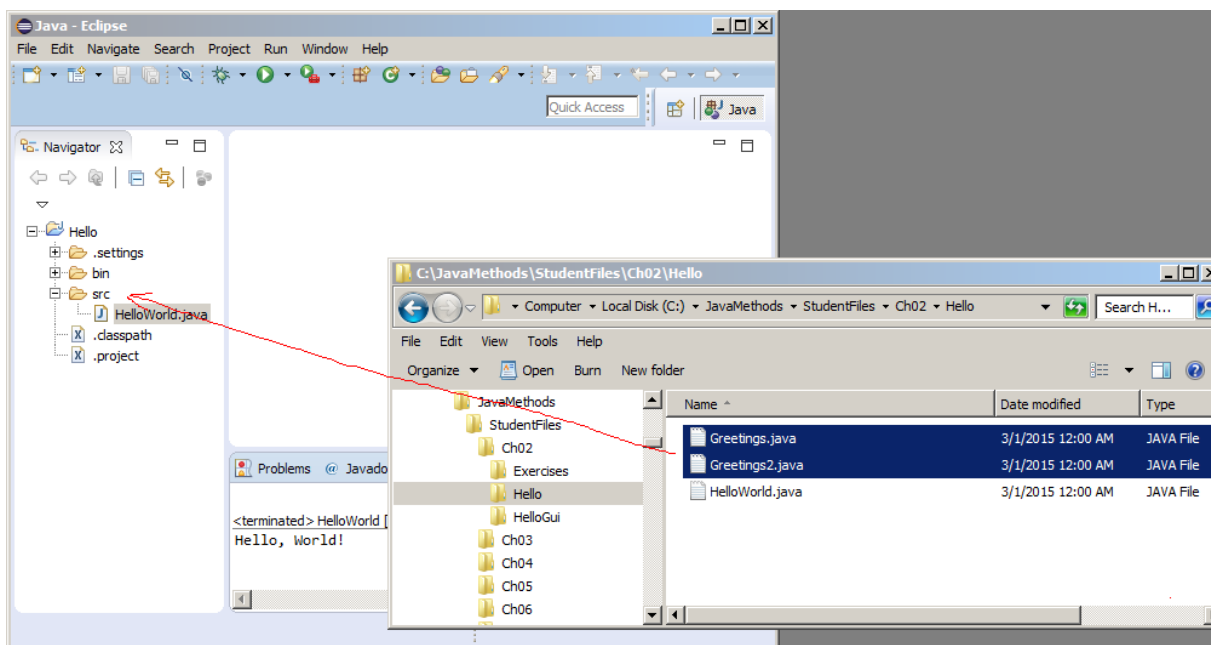 Java - Eclipse
File Edit Navigate Search Project Run Window Help
Quick Access
Java
Navigator
Hello
.settings
bin
src
HelloWorld.java
.classpath
.project
Problems @ Javado
<terminated> HelloWorld [
Hello, World!
C:\JavaMethods\StudentFiles\Ch02\Hello
Computer Local Disk (C:) JavaMethods StudentFiles Ch02 Hello
Search H...
File Edit View Tools Help
Organize Open Burn New folder
JavaMethods
StudentFiles
Ch02
Exercises
Hello
HelloGui
Ch03
Ch04
Ch05
Ch06
Name Date modified Type
Greetings.java 3/1/2015 12:00 AM JAVA File
Greetings2.java 3/1/2015 12:00 AM JAVA File
HelloWorld.java 3/1/2015 12:00 AM JAVA File